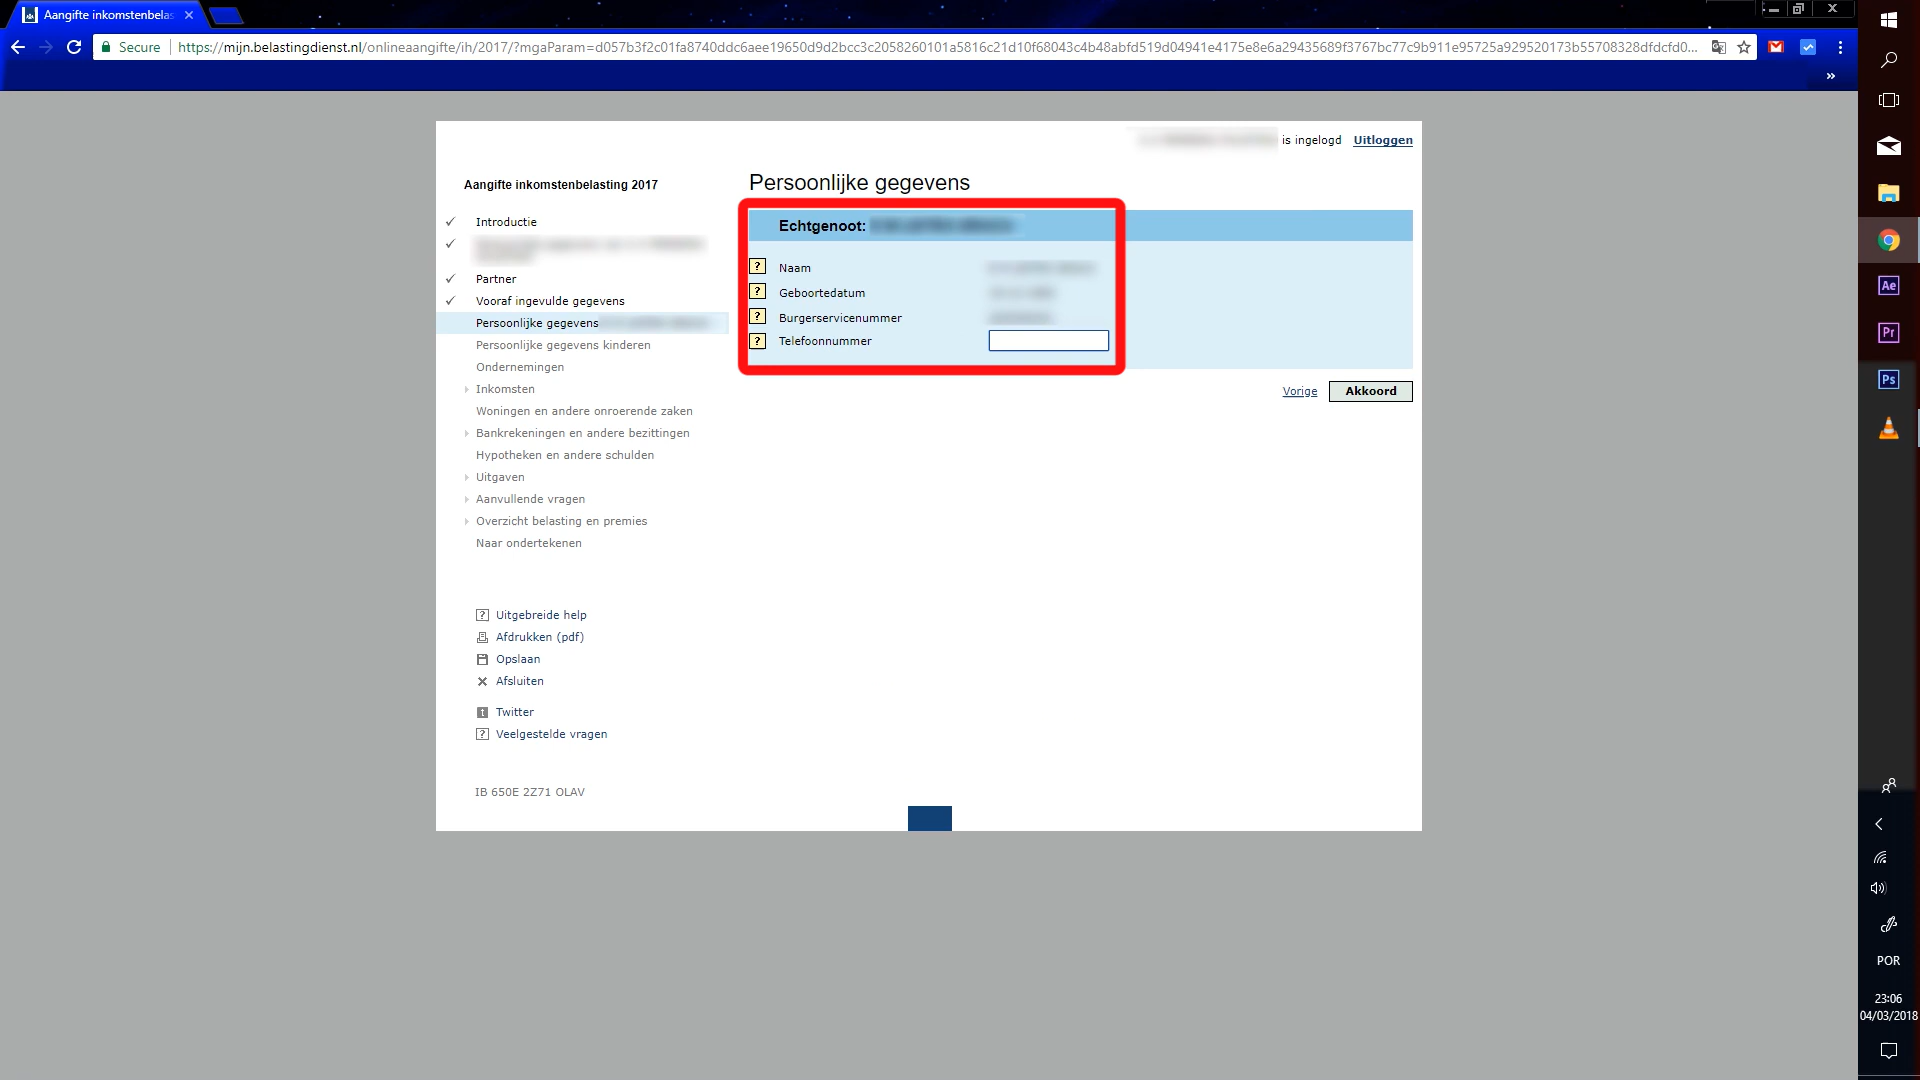 Aangifte inkomstenbelas
Secure
https://mijn.belastingdienst.nl/onlineaangifte/ih/2017/?mgaParam=d057b3f2c01fa8740ddc6aee19650d9d2bcc3c2058260101a5816c21d10f68043c4b48abfd519d04941e4175e8e6a29435689f3767bc77c9b911e95725a929520173b55708328dfdcfd0...
»
is ingelogd Uitloggen
Aangifte inkomstenbelasting 2017
Introductie
Partner
Vooraf ingevulde gegevens
Persoonlijke gegevens
Persoonlijke gegevens kinderen
Ondernemingen
Inkomsten
Woningen en andere onroerende zaken
Bankrekeningen en andere bezittingen
Hypotheken en andere schulden
Uitgaven
Aanvullende vragen
Overzicht belasting en premies
Naar ondertekenen
? Uitgebreide help
Afdrukken (pdf)
Opslaan
Afsluiten
t Twitter
? Veelgestelde vragen
IB 650E 2Z71 OLAV
Persoonlijke gegevens
Echtgenoot:
? Naam
? Geboortedatum
? Burgerservicenummer
? Telefoonnummer
Vorige Akkoord
Ae
Pr
Ps
POR
23:06
04/03/2018